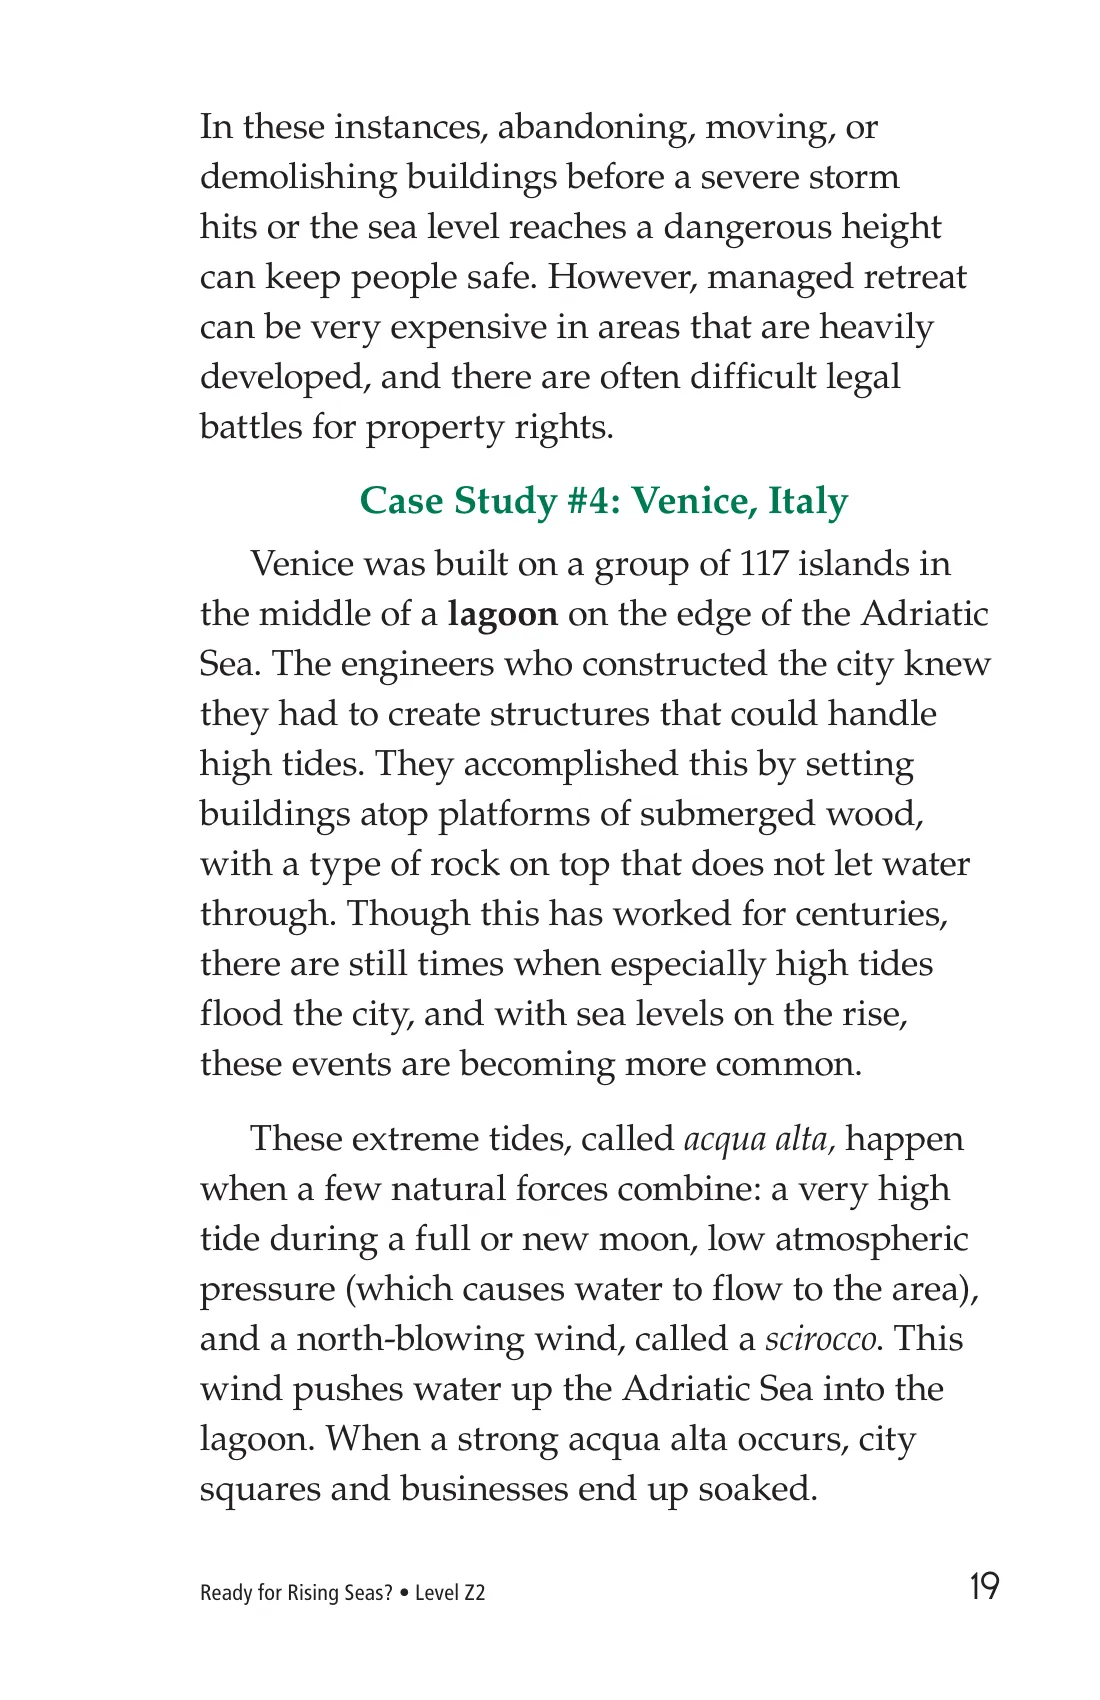 In these instances, abandoning, moving, or
demolishing buildings before a severe storm
hits or the sea level reaches a dangerous height
can keep people safe. However, managed retreat
can be very expensive in areas that are heavily
developed, and there are often difficult legal
battles for property rights.
Case Study #4: Venice, Italy
Venice was built on a group of 117 islands in
the middle of a lagoon on the edge of the Adriatic
Sea. The engineers who constructed the city knew
they had to create structures that could handle
high tides. They accomplished this by setting
buildings atop platforms of submerged wood,
with a type of rock on top that does not let water
through. Though this has worked for centuries,
there are still times when especially high tides
flood the city, and with sea levels on the rise,
these events are becoming more common.
These extreme tides, called acqua alta, happen
when a few natural forces combine: a very high
tide during a full or new moon, low atmospheric
pressure (which causes water to flow to the area),
and a north-blowing wind, called a scirocco. This
wind pushes water up the Adriatic Sea into the
lagoon. When a strong acqua alta occurs, city
squares and businesses end up soaked.
Ready for Rising Seas? • Level Z2
19